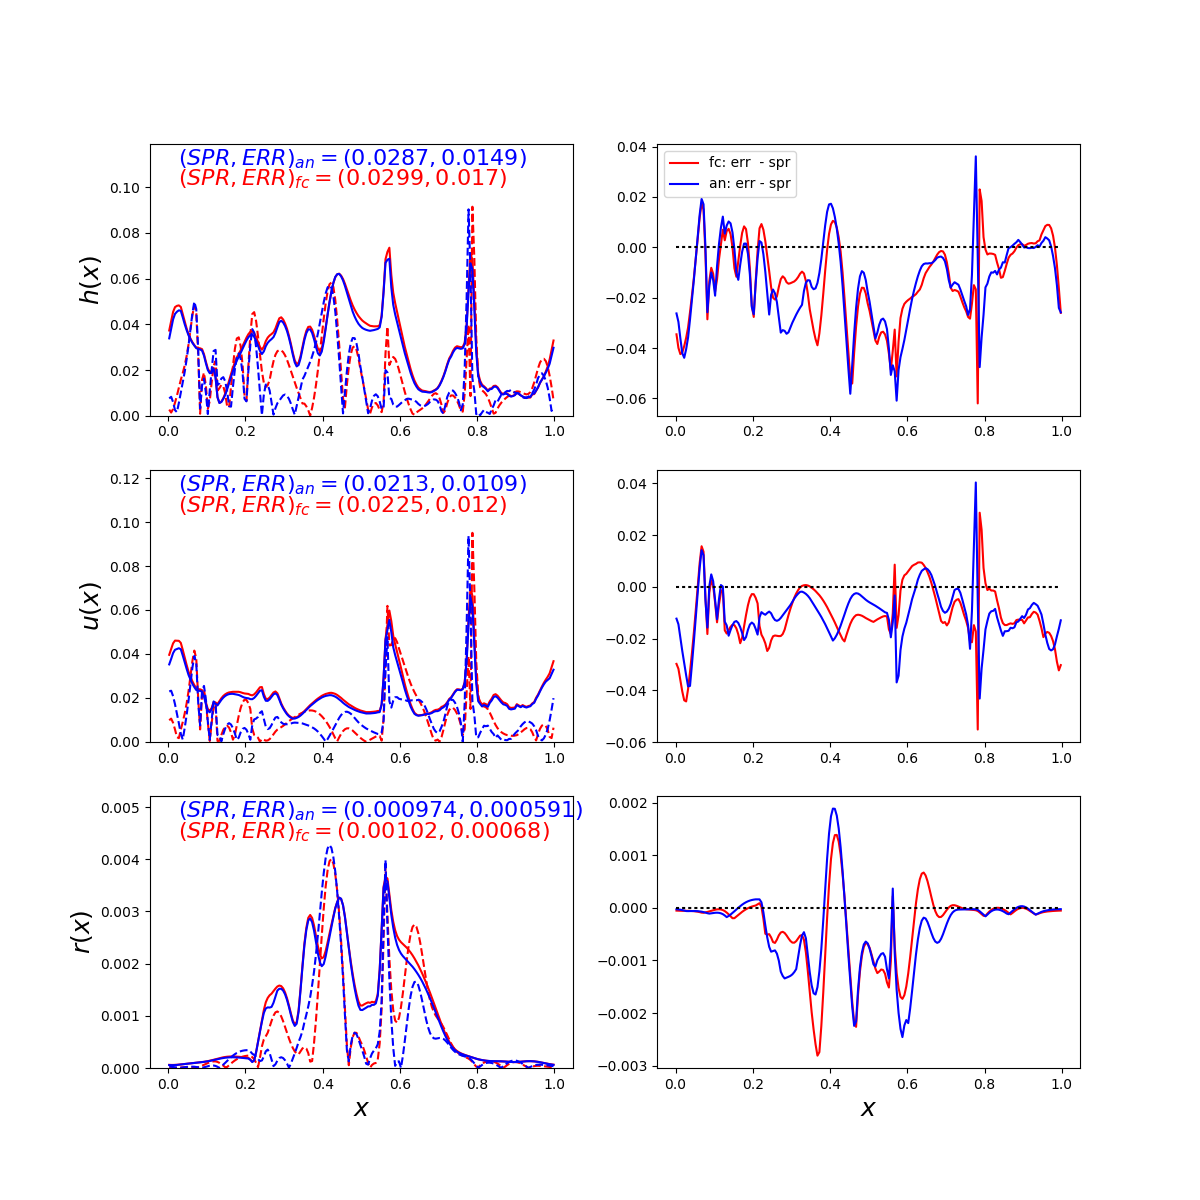 (SPR, ERR)an = (0.0287, 0.0149)
(SPR, ERR)fc = (0.0299, 0.017)
h(x)
0.10
0.08
0.06
0.04
0.02
0.00
0.0 0.2 0.4 0.6 0.8 1.0
fc: err - spr
an: err - spr
0.04
0.02
0.00
−0.02
−0.04
−0.06
0.0 0.2 0.4 0.6 0.8 1.0
(SPR, ERR)an = (0.0213, 0.0109)
(SPR, ERR)fc = (0.0225, 0.012)
u(x)
0.12
0.10
0.08
0.06
0.04
0.02
0.00
0.0 0.2 0.4 0.6 0.8 1.0
0.04
0.02
0.00
−0.02
−0.04
−0.06
0.0 0.2 0.4 0.6 0.8 1.0
(SPR, ERR)an = (0.000974, 0.000591)
(SPR, ERR)fc = (0.00102, 0.00068)
r(x)
0.005
0.004
0.003
0.002
0.001
0.000
0.0 0.2 0.4 0.6 0.8 1.0
x
0.002
0.001
0.000
−0.001
−0.002
−0.003
0.0 0.2 0.4 0.6 0.8 1.0
x